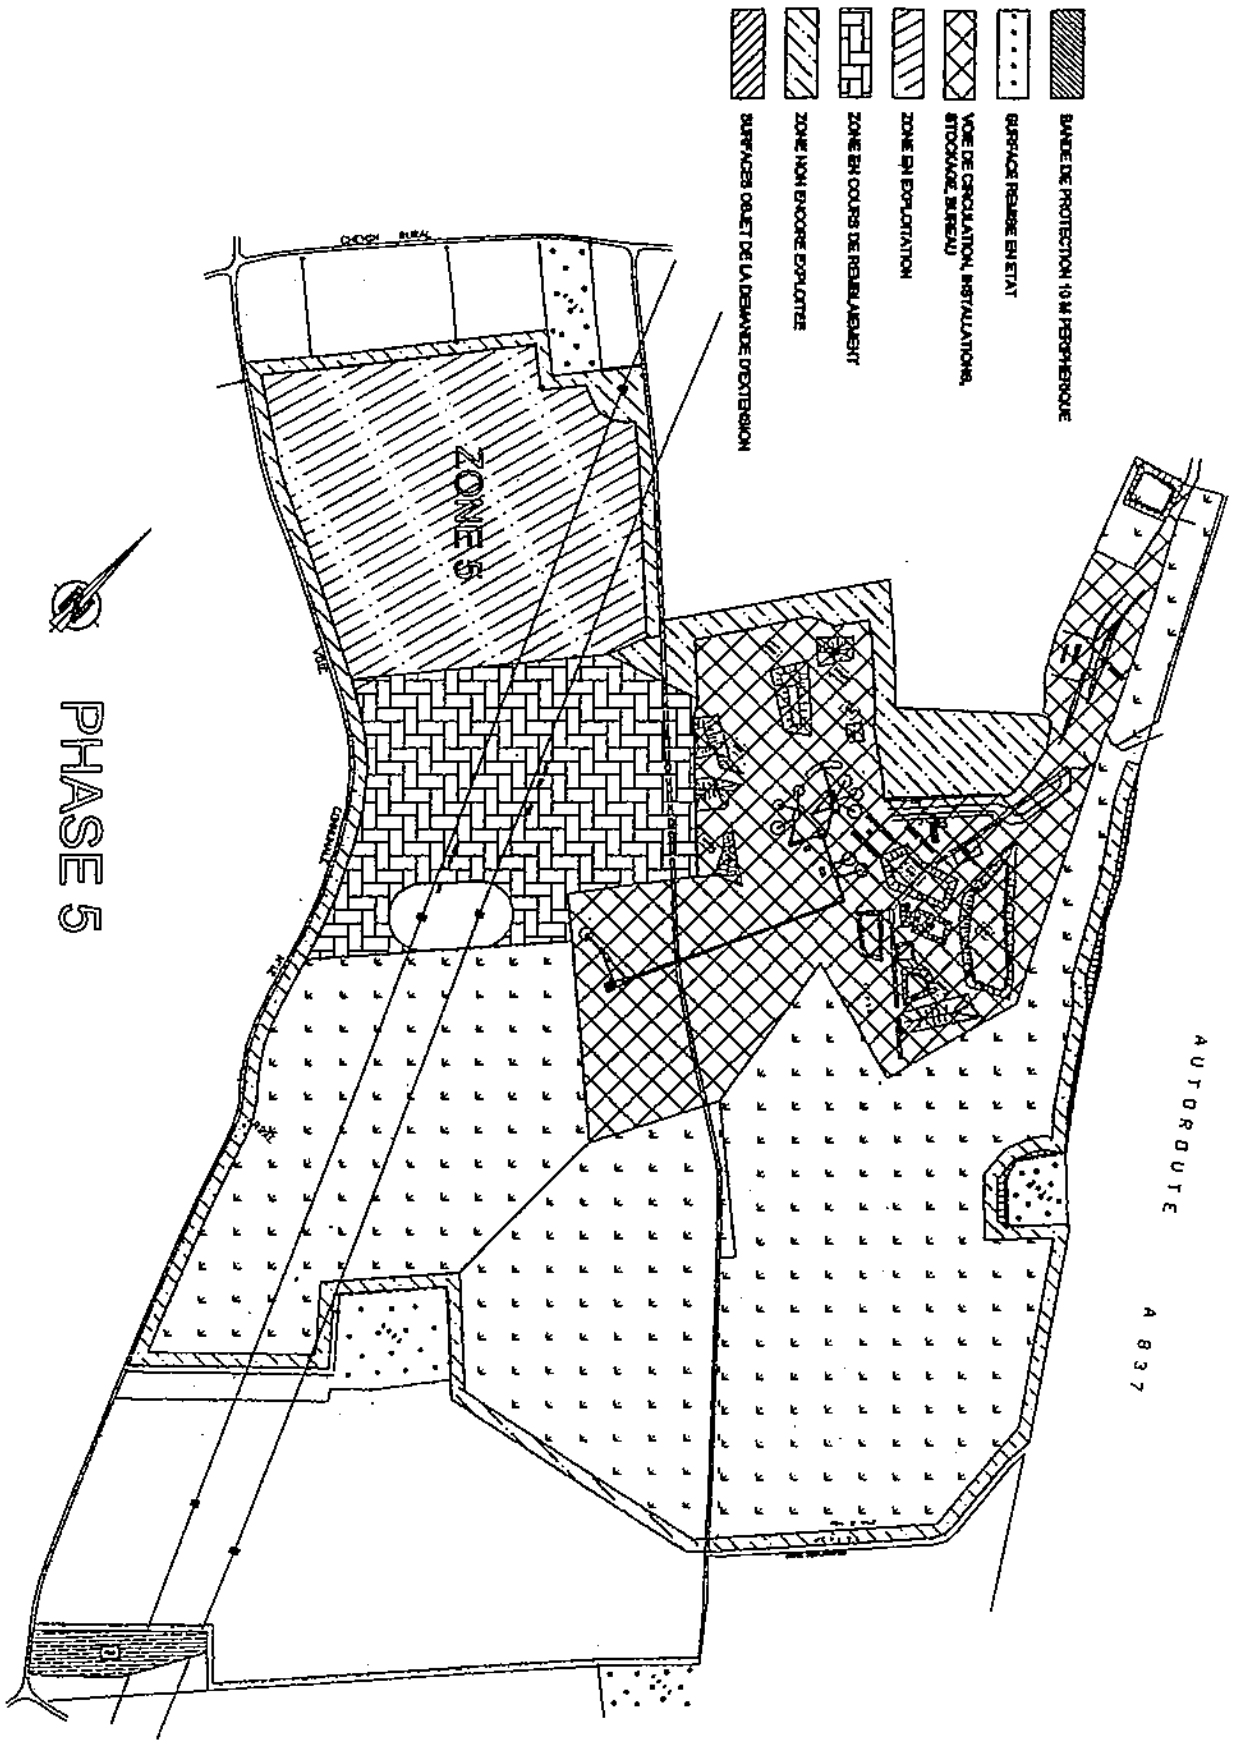 BANDE DE PROTECTION 10 M PERIPHERIQUE
SURFACE REMISE EN ETAT
VOIE DE CIRCULATION, INSTALLATIONS,
STOCKAGE, BUREAU
ZONE EN EXPLOITATION
ZONE EN COURS DE REMBLAIEMENT
ZONE NON ENCORE EXPLOITEE
SURFACES OBJET DE LA DEMANDE D'EXTENSION
CHEMIN RURAL
ZONE 5
VOIE
COMMUNALE
AUTOROUTE
A 837
N
PHASE 5